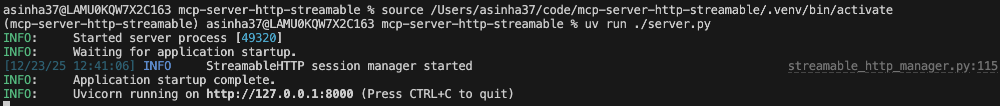 asinha37@LAMU0KQW7X2C163 mcp-server-http-streamable % source /Users/asinha37/code/mcp-server-http-streamable/.venv/bin/activate
(mcp-server-http-streamable) asinha37@LAMU0KQW7X2C163 mcp-server-http-streamable % uv run ./server.py
INFO:     Started server process [49320]
INFO:     Waiting for application startup.
[12/23/25 12:41:06] INFO     StreamableHTTP session manager started streamable_http_manager.py:115
INFO:     Application startup complete.
INFO:     Uvicorn running on http://127.0.0.1:8000 (Press CTRL+C to quit)